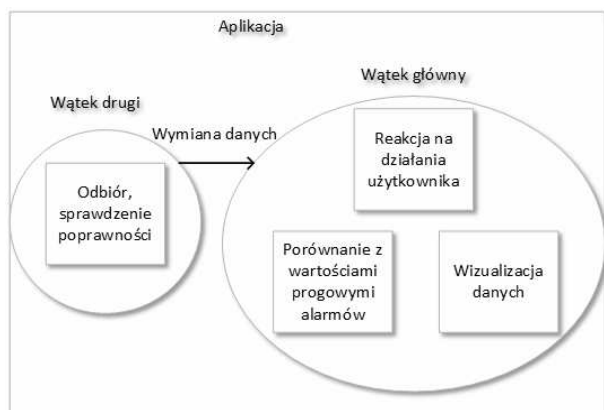 Aplikacja
Wątek drugi
Wątek główny
Wymiana danych
Odbiór,
sprawdzenie
poprawności
Reakcja na
działania
użytkownika
Porównanie z
wartościami
progowymi
alarmów
Wizualizacja
danych